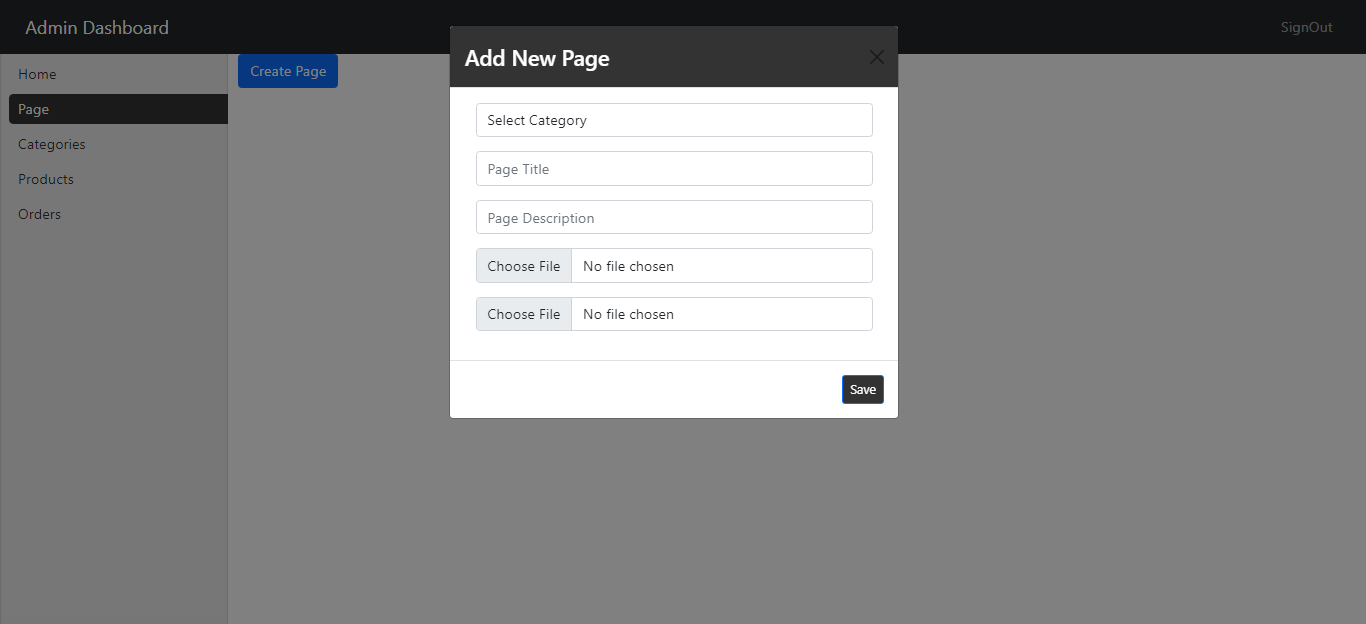 Admin Dashboard
SignOut
Home
Page
Categories
Products
Orders
Create Page
Add New Page
Select Category
Page Title
Page Description
Choose File No file chosen
Choose File No file chosen
Save